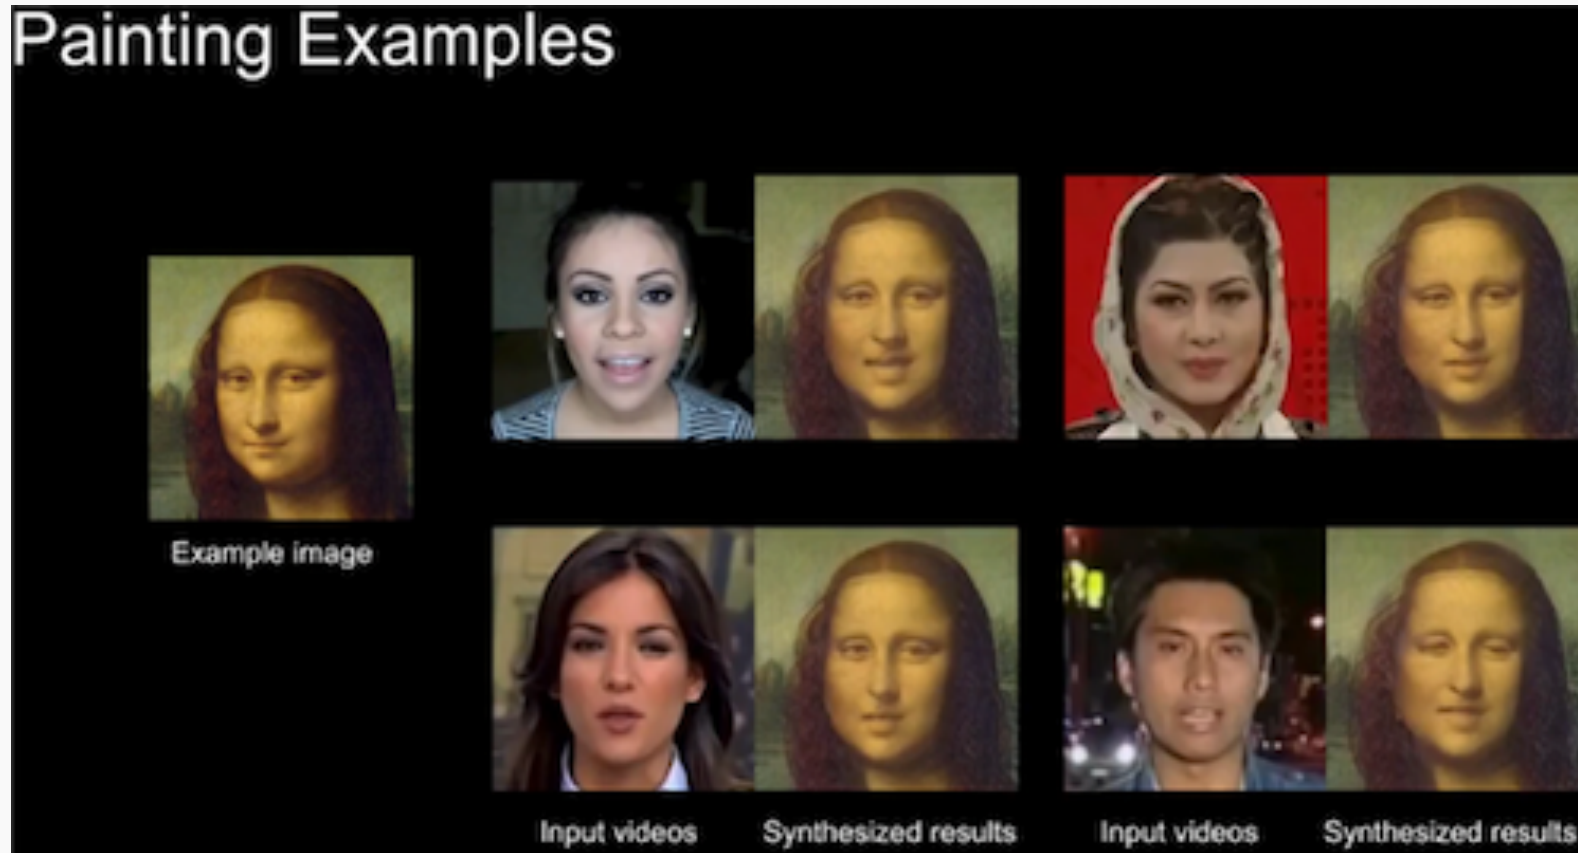 Painting Examples
Example image
Input videos
Synthesized results
Input videos
Synthesized results